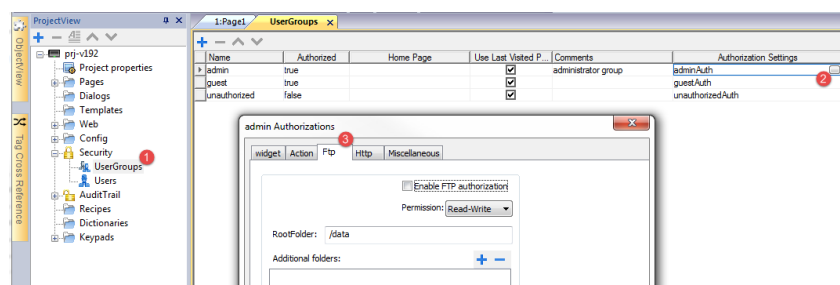 ProjectView
1:Page1
UserGroups
ObjectView
Tag Cross Reference
prj-v192
Project properties
Pages
Dialogs
Templates
Web
Config
Security
1
UserGroups
Users
AuditTrail
Recipes
Dictionaries
Keypads
Name Authorized Home Page Use Last Visited P... Comments Authorization Settings
admin true administrator group adminAuth ...
2
guest true guestAuth
unauthorized false unauthorizedAuth
admin Authorizations
3
widget Action Ftp Http Miscellaneous
Enable FTP authorization
Permission: Read-Write
RootFolder: /data
Additional folders: